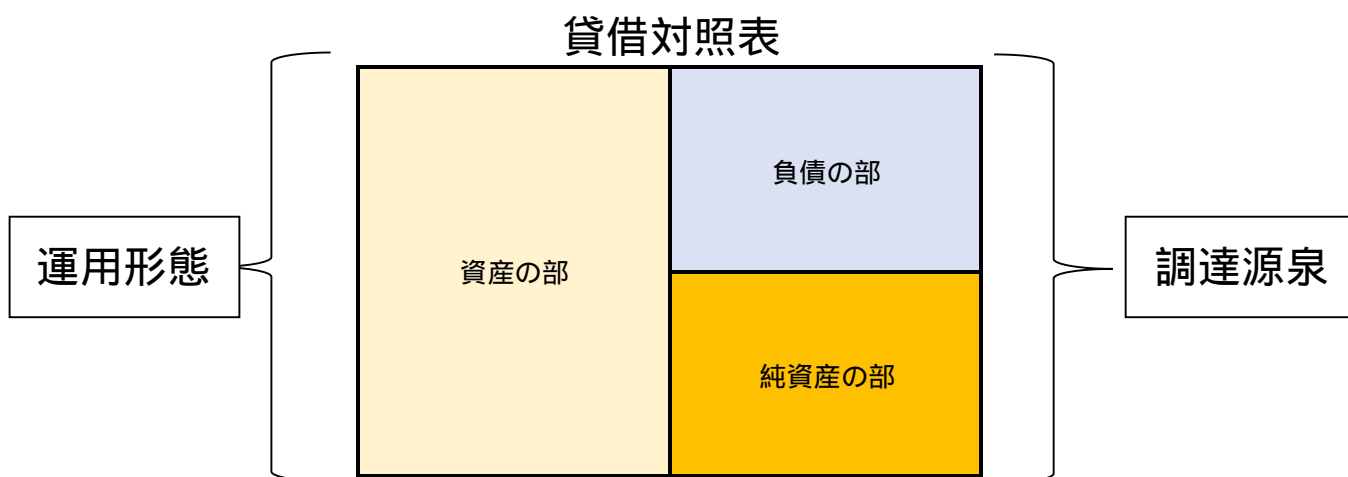 貸借対照表
運用形態
資産の部
負債の部
純資産の部
調達源泉